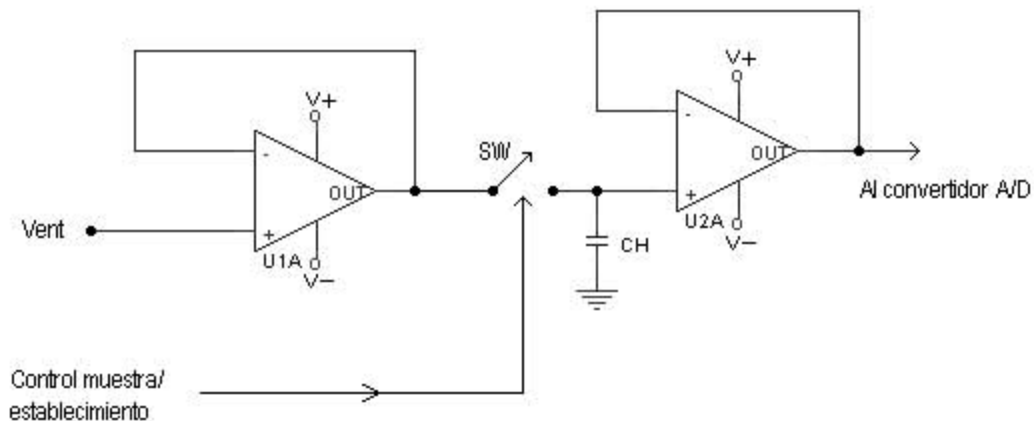 V+
-
OUT
+
U2A
V-
Al convertidor A/D
V+
-
OUT
+
U1A
V-
SW
Vent
CH
Control muestra/
establecimiento